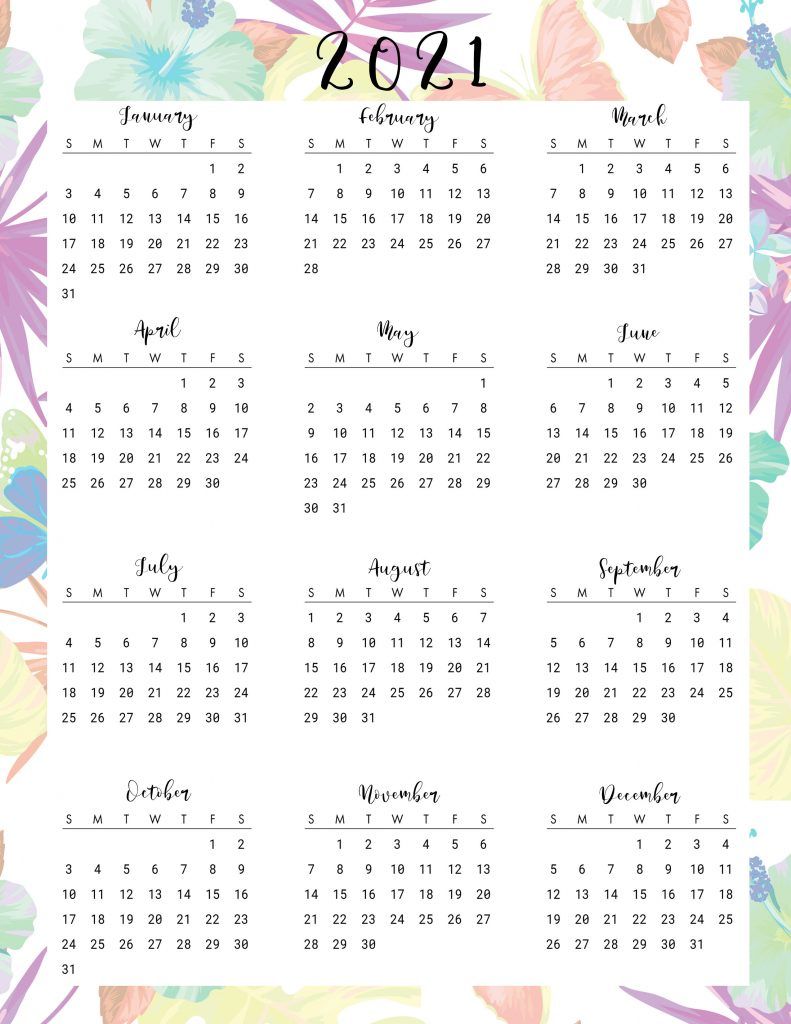 2021
January
S M T W T F S
1 2
3 4 5 6 7 8 9
10 11 12 13 14 15 16
17 18 19 20 21 22 23
24 25 26 27 28 29 30
31
February
S M T W T F S
1 2 3 4 5 6
7 8 9 10 11 12 13
14 15 16 17 18 19 20
21 22 23 24 25 26 27
28
March
S M T W T F S
1 2 3 4 5 6
7 8 9 10 11 12 13
14 15 16 17 18 19 20
21 22 23 24 25 26 27
28 29 30 31
April
S M T W T F S
1 2 3
4 5 6 7 8 9 10
11 12 13 14 15 16 17
18 19 20 21 22 23 24
25 26 27 28 29 30
May
S M T W T F S
1
2 3 4 5 6 7 8
9 10 11 12 13 14 15
16 17 18 19 20 21 22
23 24 25 26 27 28 29
30 31
June
S M T W T F S
1 2 3 4 5
6 7 8 9 10 11 12
13 14 15 16 17 18 19
20 21 22 23 24 25 26
27 28 29 30
July
S M T W T F S
1 2 3
4 5 6 7 8 9 10
11 12 13 14 15 16 17
18 19 20 21 22 23 24
25 26 27 28 29 30 31
August
S M T W T F S
1 2 3 4 5 6 7
8 9 10 11 12 13 14
15 16 17 18 19 20 21
22 23 24 25 26 27 28
29 30 31
September
S M T W T F S
1 2 3 4
5 6 7 8 9 10 11
12 13 14 15 16 17 18
19 20 21 22 23 24 25
26 27 28 29 30
October
S M T W T F S
1 2
3 4 5 6 7 8 9
10 11 12 13 14 15 16
17 18 19 20 21 22 23
24 25 26 27 28 29 30
31
November
S M T W T F S
1 2 3 4 5 6
7 8 9 10 11 12 13
14 15 16 17 18 19 20
21 22 23 24 25 26 27
28 29 30
December
S M T W T F S
1 2 3 4
5 6 7 8 9 10 11
12 13 14 15 16 17 18
19 20 21 22 23 24 25
26 27 28 29 30 31